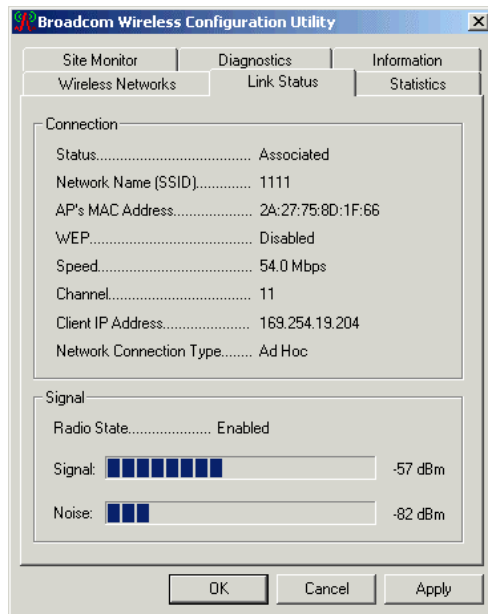 Broadcom Wireless Configuration Utility
Site Monitor Diagnostics Information
Wireless Networks Link Status Statistics
Connection
Status........................................ Associated
Network Name (SSID)............. 1111
AP's MAC Address.................... 2A:27:75:8D:1F:66
WEP.......................................... Disabled
Speed........................................ 54.0 Mbps
Channel..................................... 11
Client IP Address....................... 169.254.19.204
Network Connection Type........ Ad Hoc
Signal
Radio State..................... Enabled
Signal: -57 dBm
Noise: -82 dBm
OK Cancel Apply